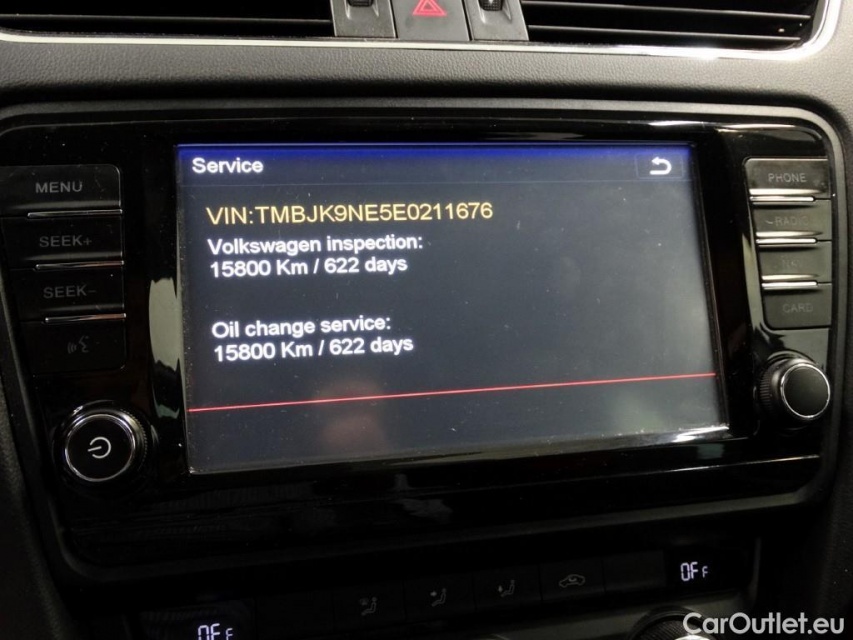 MENU
SEEK+
SEEK-
Service
VIN:TMBJK9NE5E0211676
Volkswagen inspection:
15800 Km / 622 days
Oil change service:
15800 Km / 622 days
PHONE
RADIO
NAV
CARD
OFF
OFF
CarOutlet.eu